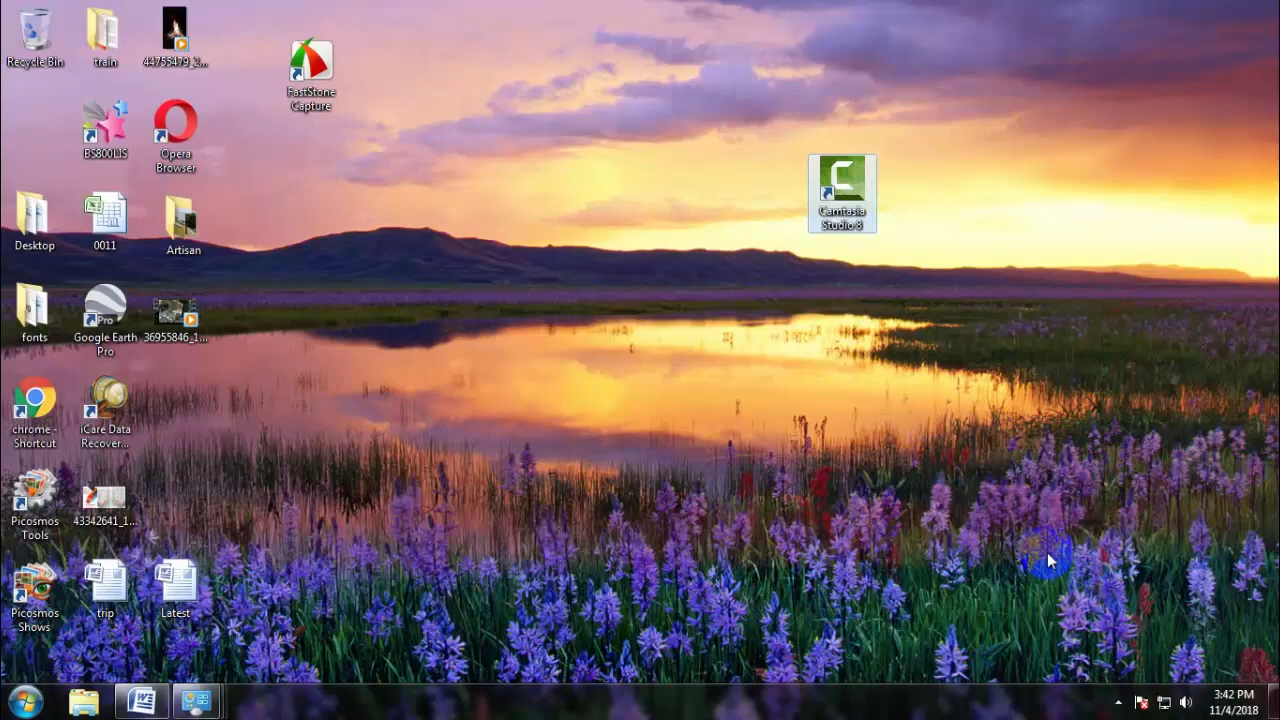 Recycle Bin
train
44755479_2...
FastStone
Capture
BS800LIS
Opera
Browser
Camtasia
Studio 8
Desktop
0011
Artisan
fonts
Pro
Google Earth
Pro
36955846_1...
chrome -
Shortcut
iCare Data
Recover...
Picosmos
Tools
43342641_1...
Picosmos
Shows
trip
Latest
3:42 PM
11/4/2018